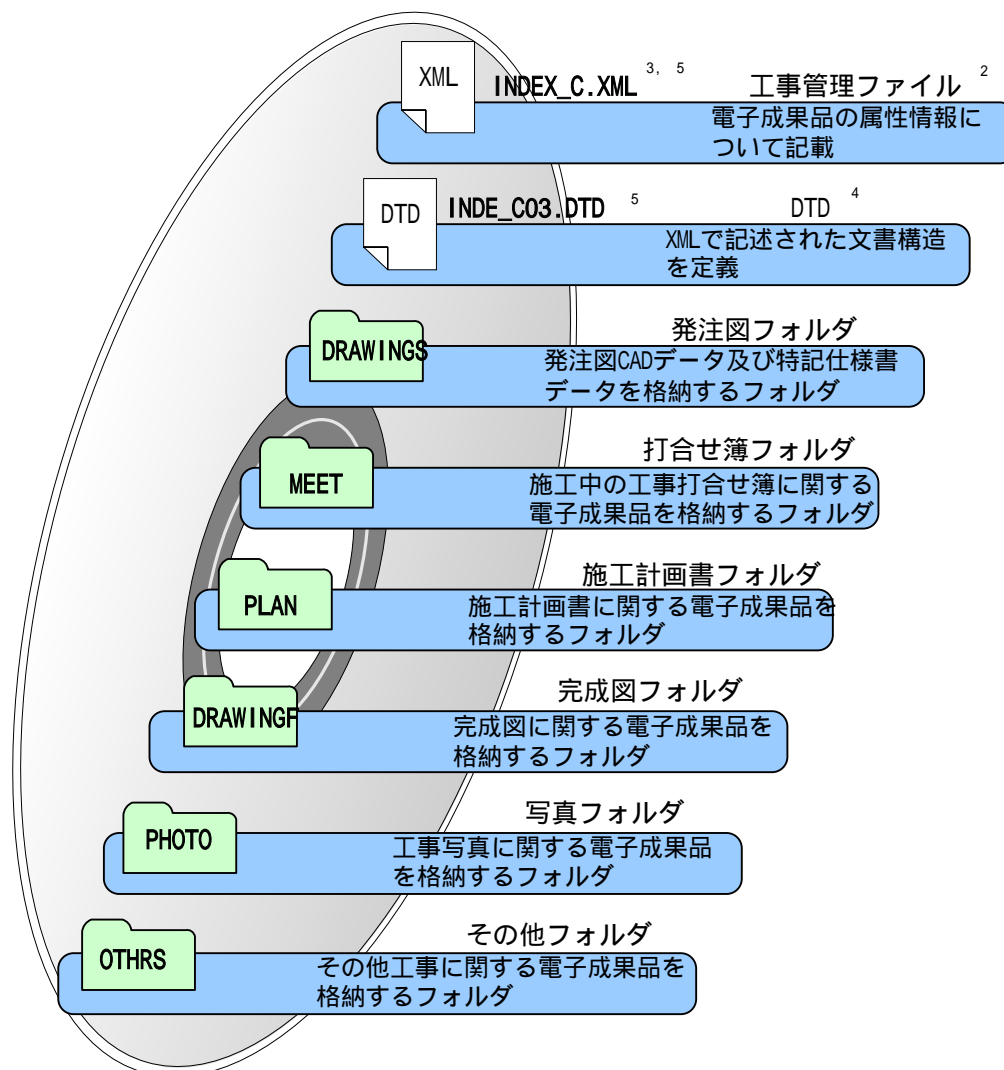 XML INDEX_C.XML 3, 5 工事管理ファイル 2
電子成果品の属性情報に
ついて記載
DTD INDE_C03.DTD 5 DTD 4
XMLで記述された文書構造
を定義
発注図フォルダ
DRAWINGS
発注図CADデータ及び特記仕様書
データを格納するフォルダ
打合せ簿フォルダ
MEET
施工中の工事打合せ簿に関する
電子成果品を格納するフォルダ
施工計画書フォルダ
PLAN
施工計画書に関する電子成果品を
格納するフォルダ
完成図フォルダ
DRAWINGF
完成図に関する電子成果品を
格納するフォルダ
写真フォルダ
PHOTO
工事写真に関する電子成果品
を格納するフォルダ
その他フォルダ
OTHRS
その他工事に関する電子成果品を
格納するフォルダ